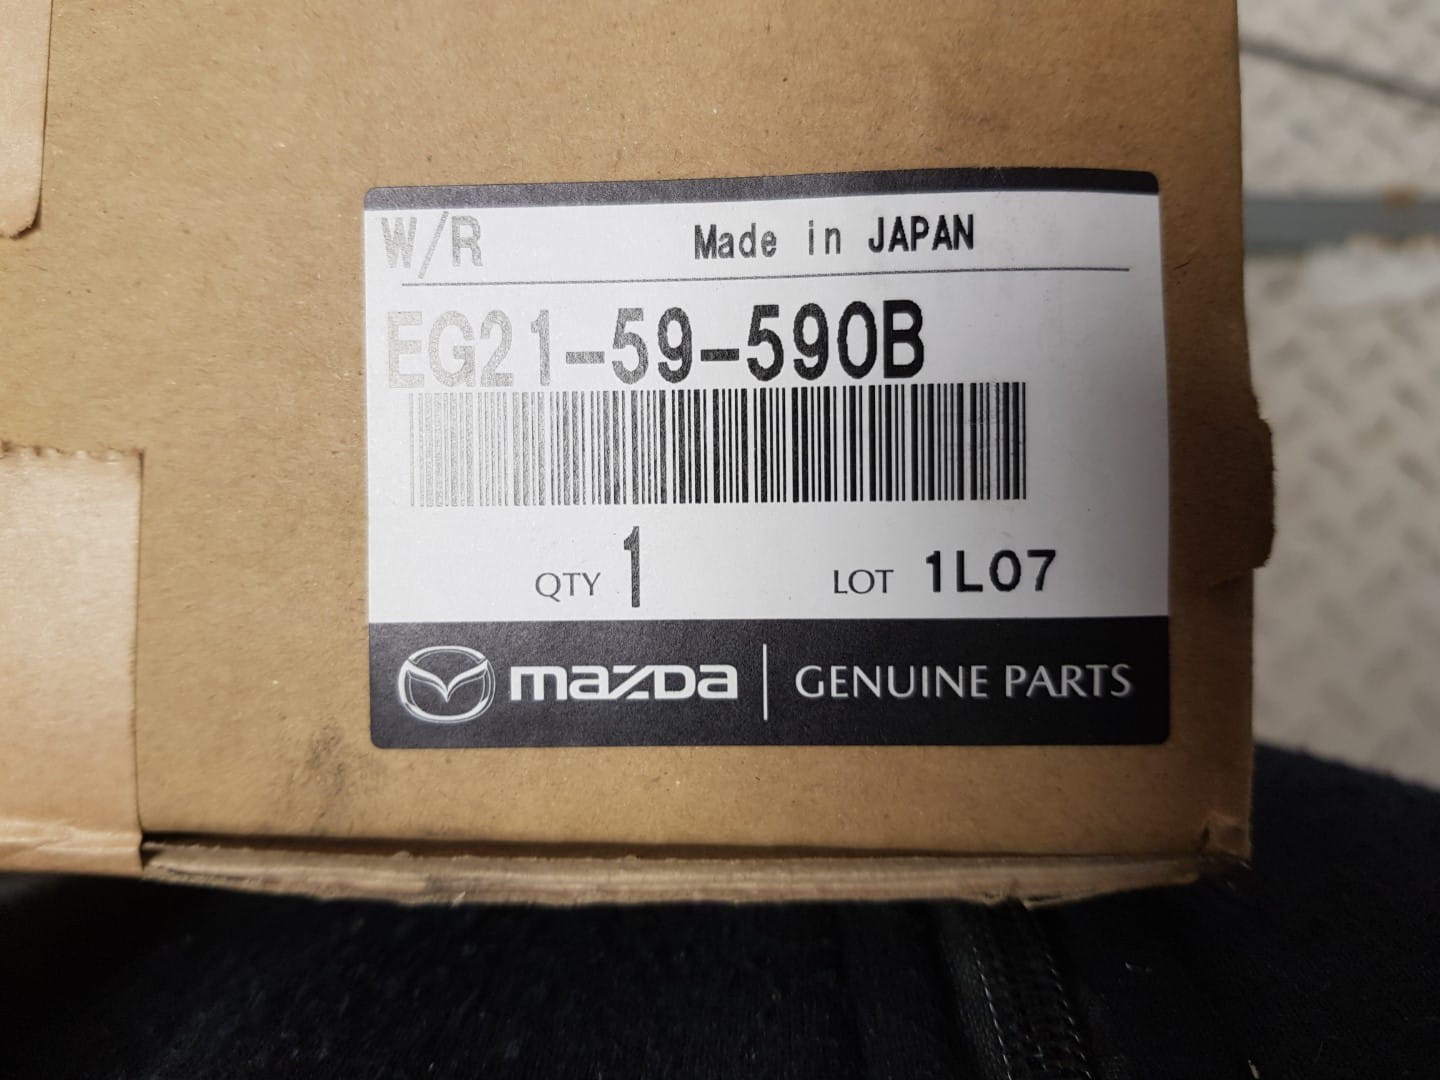 W/R Made in JAPAN
EG21-59-590B
QTY 1 LOT 1L07
mazda | GENUINE PARTS